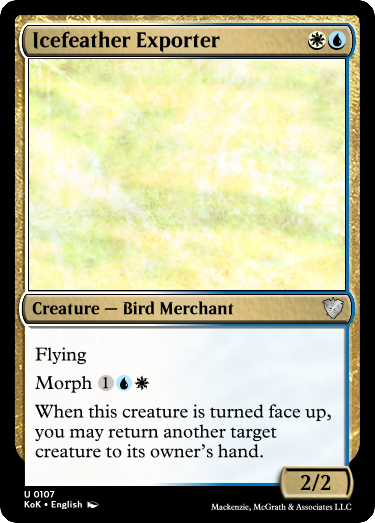 Icefeather Exporter
Creature — Bird Merchant
Flying
Morph 1
When this creature is turned face up,
you may return another target
creature to its owner's hand.
2/2
U 0107
KoK • English
Mackenzie, McGrath & Associates LLC